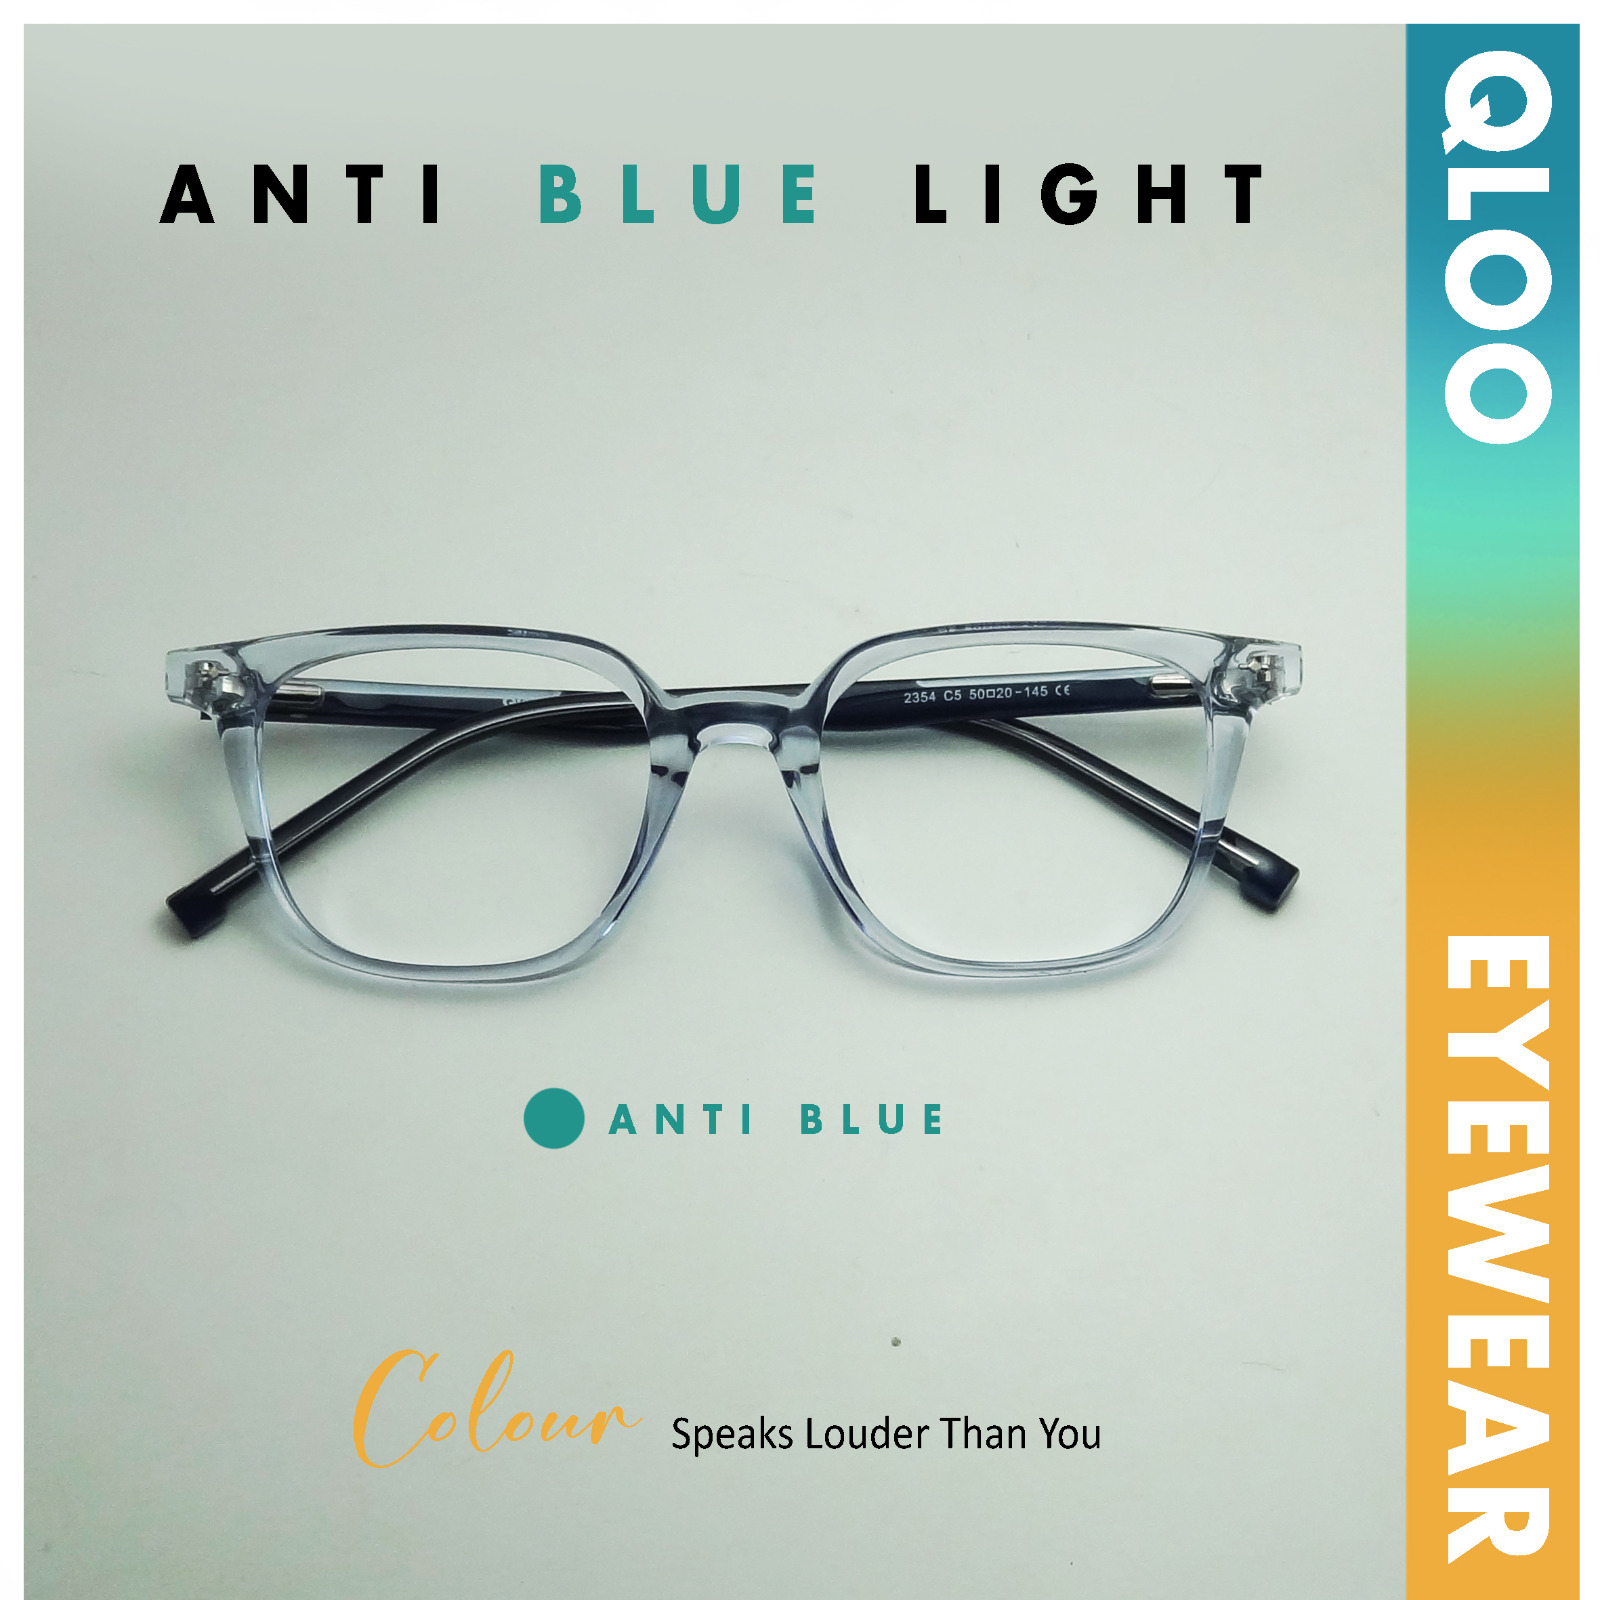 ANTI BLUE LIGHT
QLOO EYEWEAR
2354 C5 50□20-145 CE
ANTI BLUE
Colour Speaks Louder Than You